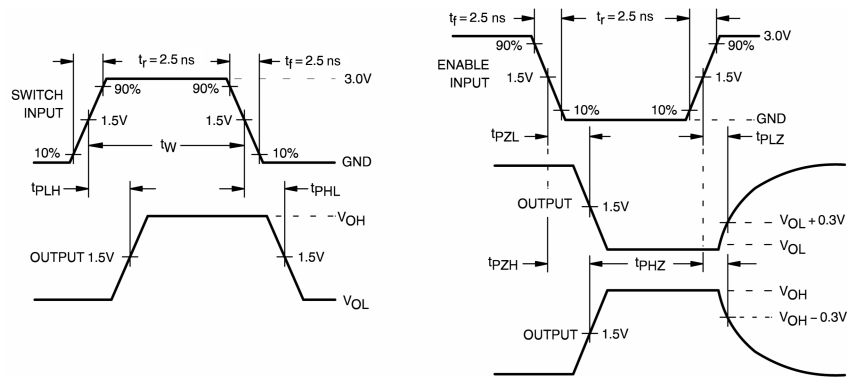 tr = 2.5 ns
tf = 2.5 ns
90%
90%
3.0V
SWITCH
INPUT
1.5V
1.5V
tW
10%
10%
GND
tPLH
tPHL
VOH
OUTPUT 1.5V
1.5V
VOL
tf = 2.5 ns
tr = 2.5 ns
90%
90%
3.0V
ENABLE
INPUT
1.5V
1.5V
10%
10%
GND
tPZL
tPLZ
OUTPUT
1.5V
VOL + 0.3V
VOL
tPZH
tPHZ
VOH
VOH – 0.3V
OUTPUT
1.5V